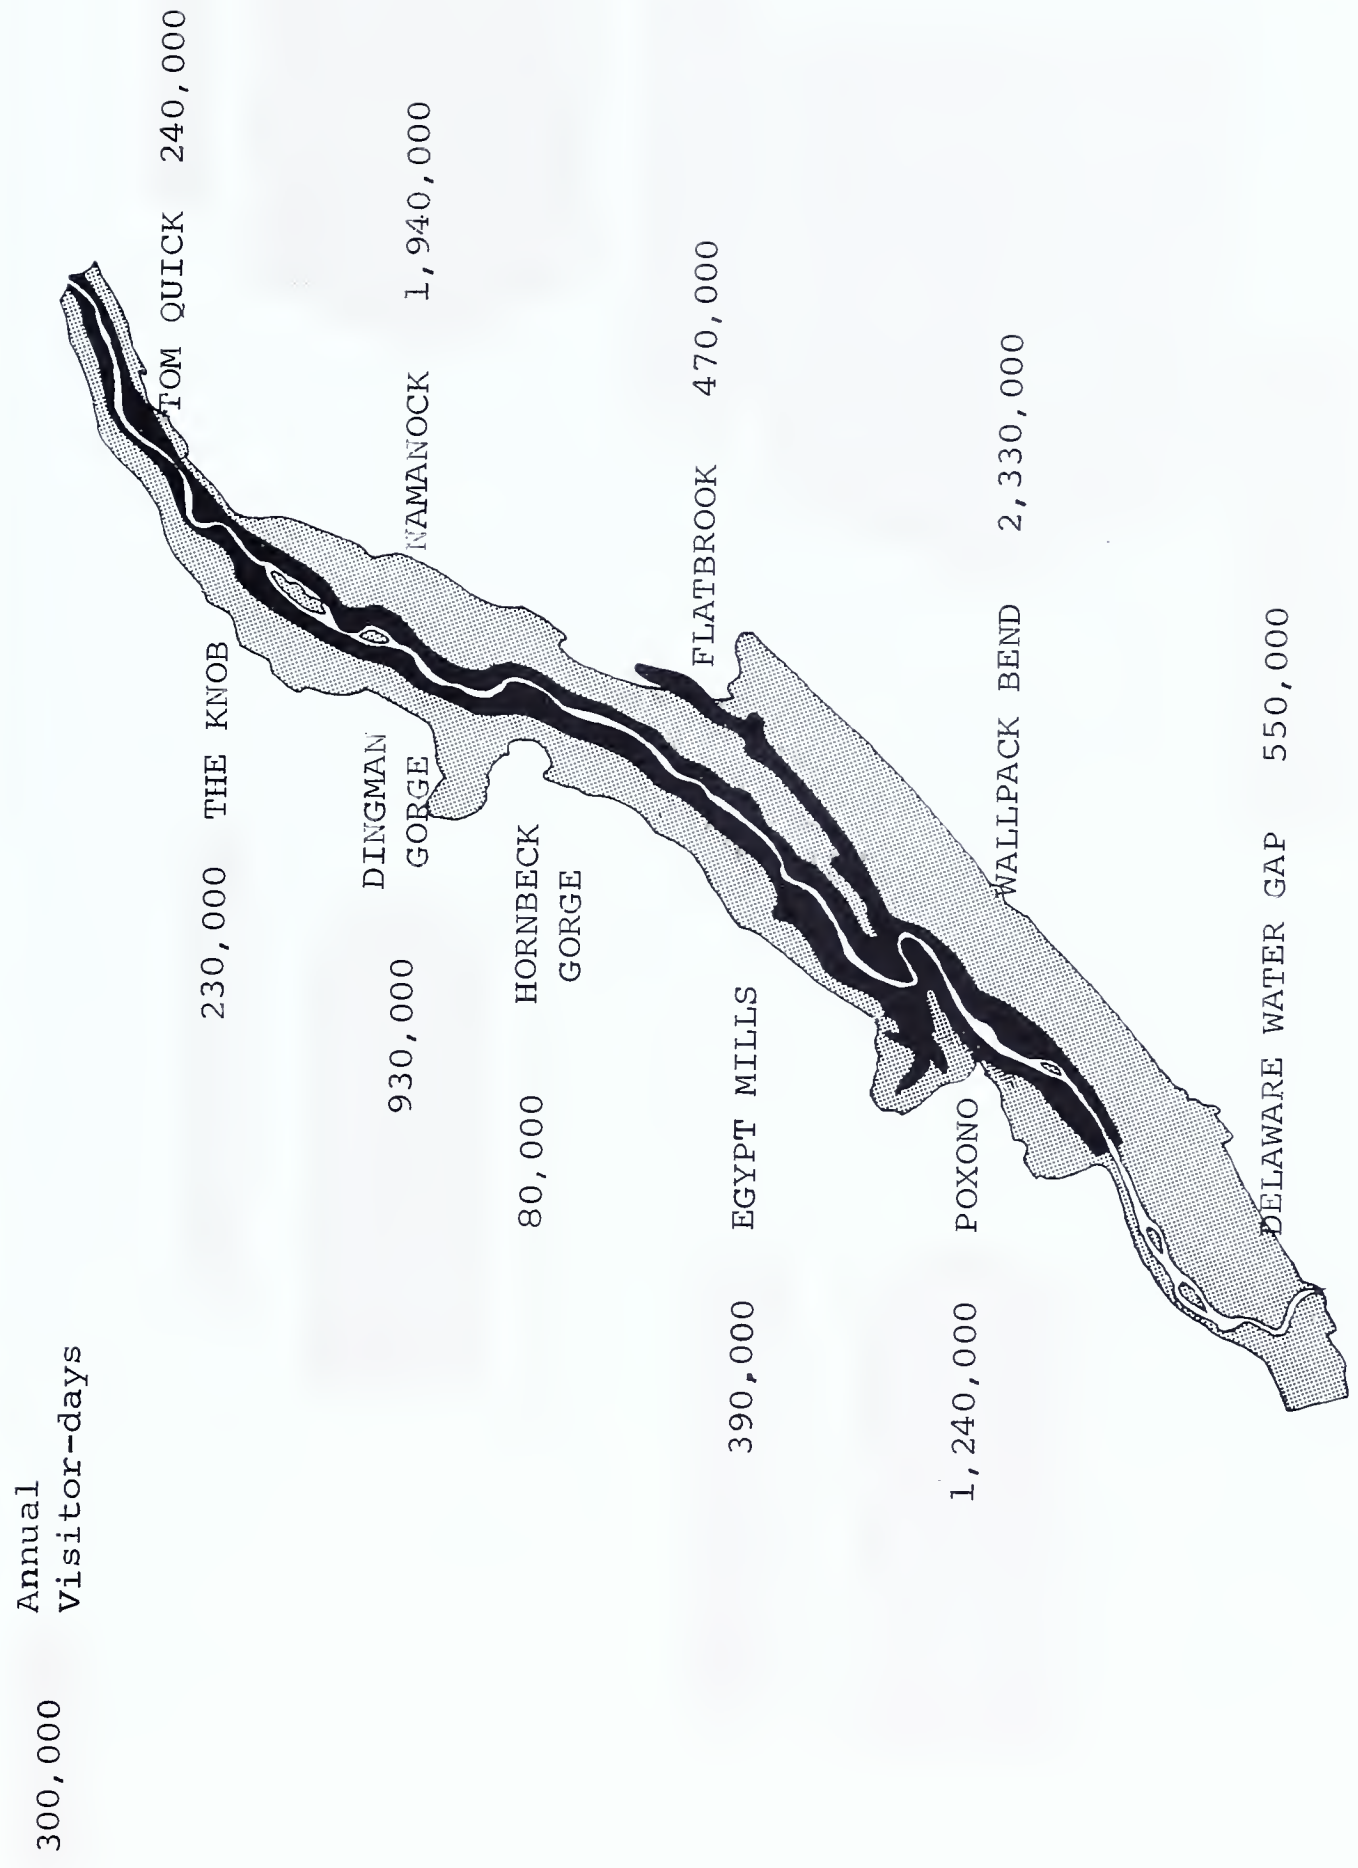 300,000 Annual
Visitor-days
TOM QUICK 240,000
230,000 THE KNOB
NAMANOCK 1,940,000
930,000 DINGMAN
GORGE
80,000 HORNBECK
GORGE
FLATBROOK 470,000
390,000 EGYPT MILLS
1,240,000 POXONO
WALLPACK BEND 2,330,000
DELAWARE WATER GAP 550,000